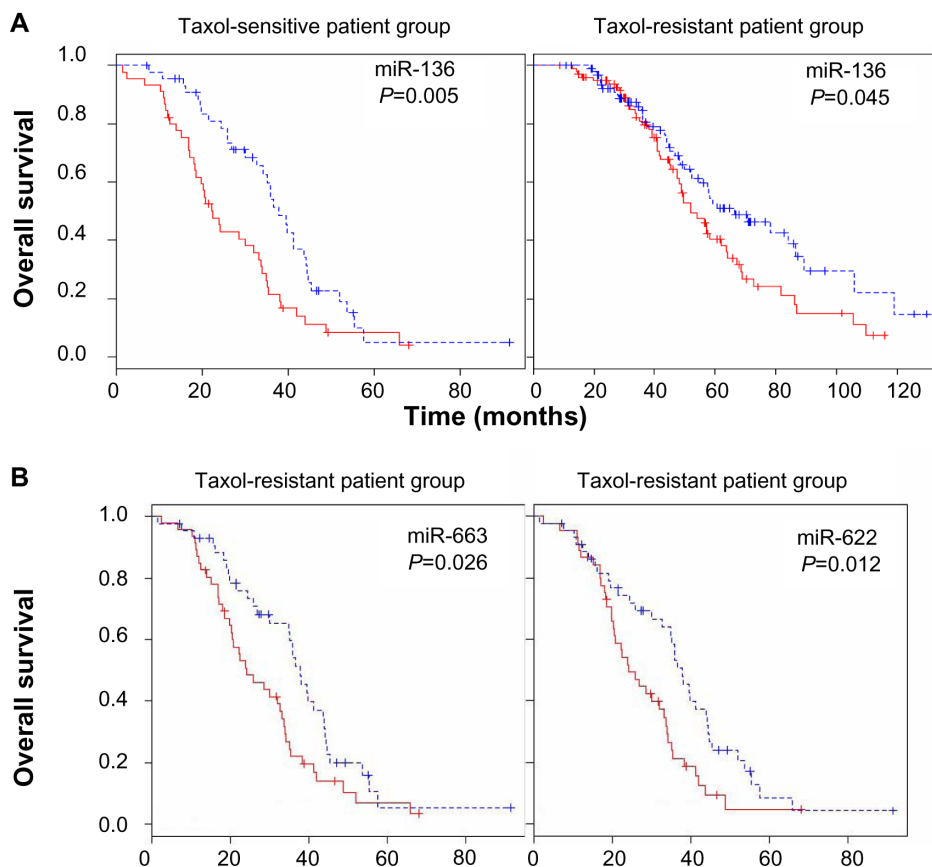 A
Taxol-sensitive patient group
Taxol-resistant patient group
Overall survival
1.0
0.8
0.6
0.4
0.2
0.0
miR-136
P=0.005
miR-136
P=0.045
0 20 40 60 80
0 20 40 60 80 100 120
Time (months)
B
Taxol-resistant patient group
Taxol-resistant patient group
Overall survival
1.0
0.8
0.6
0.4
0.2
0.0
miR-663
P=0.026
miR-622
P=0.012
0 20 40 60 80
0 20 40 60 80